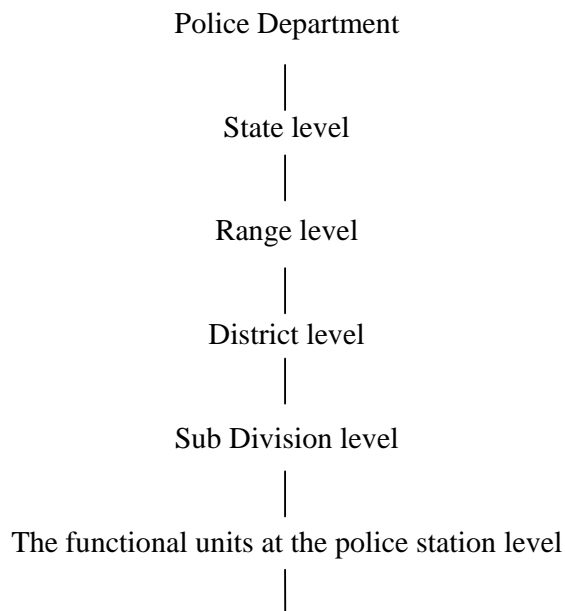 Police Department
State level
Range level
District level
Sub Division level
The functional units at the police station level